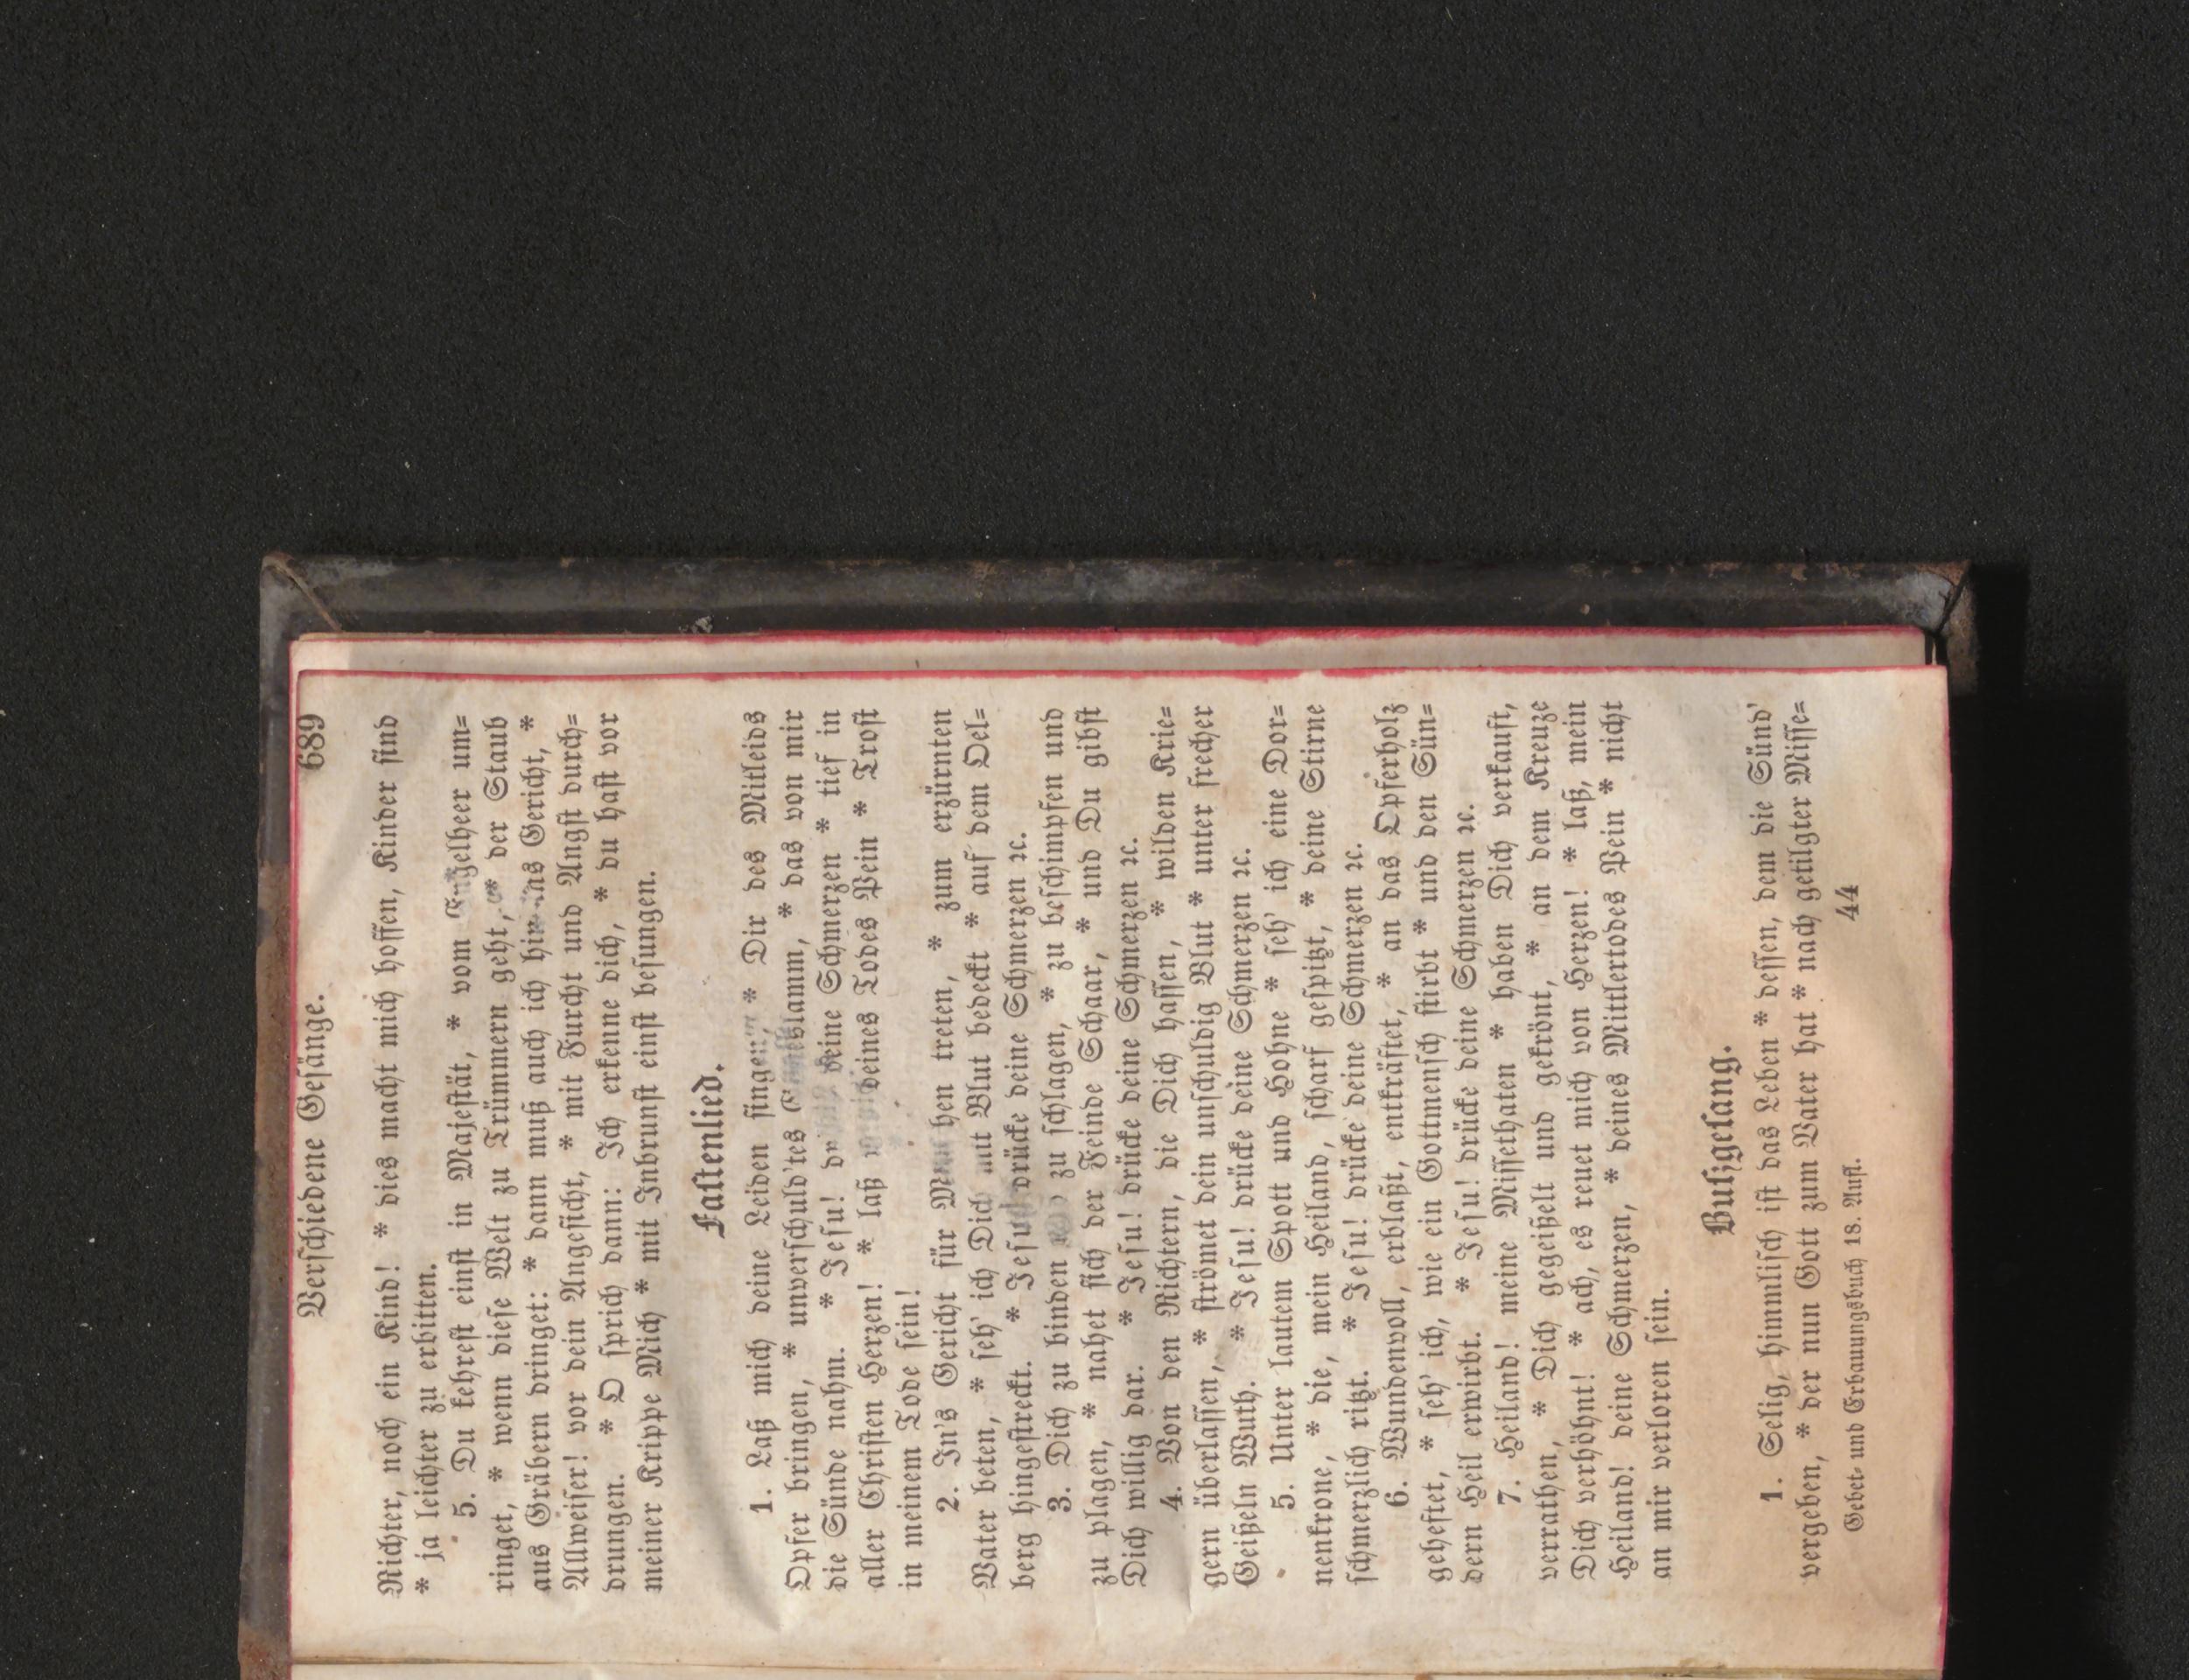 Verschiedene Gesänge. 689
Richter, noch ein Kind! * dies macht mich hoffen, Kinder sind
* ja leichter zu erbitten.
5. Du kehrest einst in Majestät, * vom Engelheer um=
ringet, * wenn diese Welt zu Trümmern geht, * der Staub
aus Gräbern dringet: * dann muß auch ich hin ins Gericht, *
Allweiser! vor dein Angesicht, * mit Furcht und Angst durch=
drungen. * O sprich dann: Ich erkenne dich, * du hast vor
meiner Krippe Mich * mit Inbrunst einst besungen.
Fastenlied.
1. Laß mich deine Leiden singen, * Dir des Mitleids
Opfer bringen, * unverschuld'tes Gotteslamm, * das von mir
die Sünde nahm. * Jesu! drücke deine Schmerzen * tief in
aller Christen Herzen! * laß mich deines Todes Pein * Trost
in meinem Tode sein!
2. In's Gericht für Menschen treten, * zum erzürnten
Vater beten, * seh' ich Dich mit Blut bedeckt * auf dem Oel=
berg hingestreckt. * Jesu! drücke deine Schmerzen ꝛc.
3. Dich zu binden zu schlagen, * zu beschimpfen und
zu plagen, * nahet sich der Feinde Schaar, * und Du gibst
Dich willig dar. * Jesu! drücke deine Schmerzen ꝛc.
4. Von den Richtern, die Dich hassen, * wilden Krie=
gern überlassen, * strömet dein unschuldig Blut * unter frecher
Geißeln Wuth. * Jesu! drücke deine Schmerzen ꝛc.
5. Unter lautem Spott und Hohne * seh' ich eine Dor=
nenkrone, * die, mein Heiland, scharf gespitzt, * deine Stirne
schmerzlich ritzt. * Jesu! drücke deine Schmerzen ꝛc.
6. Wundenvoll, erblaßt, entkräftet, * an das Opferholz
geheftet, * seh' ich, wie ein Gottmensch stirbt * und den Sün=
dern Heil erwirbt. * Jesu! drücke deine Schmerzen ꝛc.
7. Heiland! meine Missethaten * haben Dich verkauft,
verrathen, * Dich gegeißelt und gekrönt, * an dem Kreuze
Dich verhöhnt! * ach, es reuet mich von Herzen! * laß, mein
Heiland! deine Schmerzen, * deines Mittlertodes Pein * nicht
an mir verloren sein.
Bußgesang.
1. Selig, himmlisch ist das Leben * dessen, dem die Sünd'
vergeben, * der nun Gott zum Vater hat * nach getilgter Misse=
Gebet- und Erbauungsbuch 18. Aufl. 44